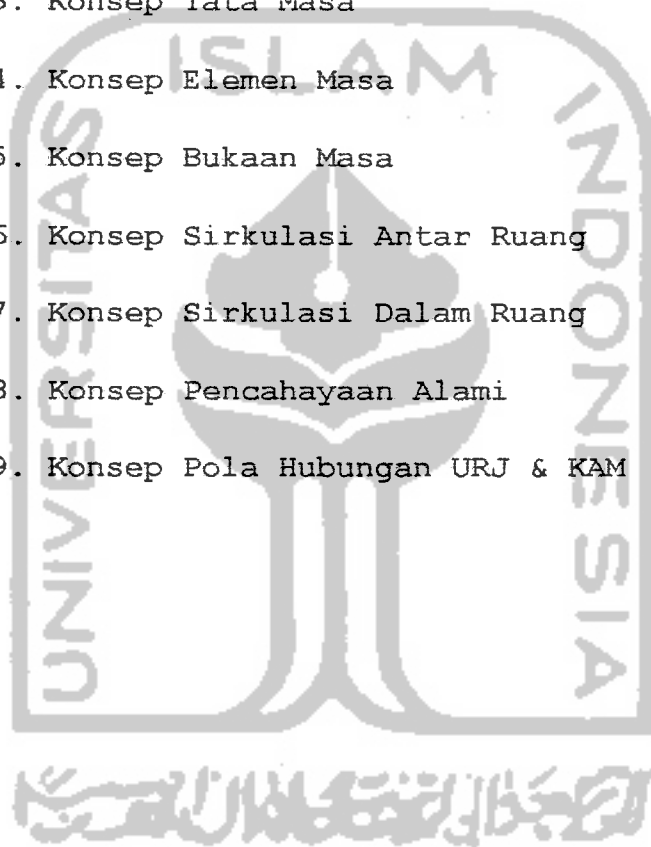 3. Konsep Tata Masa
4. Konsep Elemen Masa
5. Konsep Bukaan Masa
6. Konsep Sirkulasi Antar Ruang
7. Konsep Sirkulasi Dalam Ruang
8. Konsep Pencahayaan Alami
9. Konsep Pola Hubungan URJ & KAM
UNIVERSITAS
ISLAM
INDONESIA